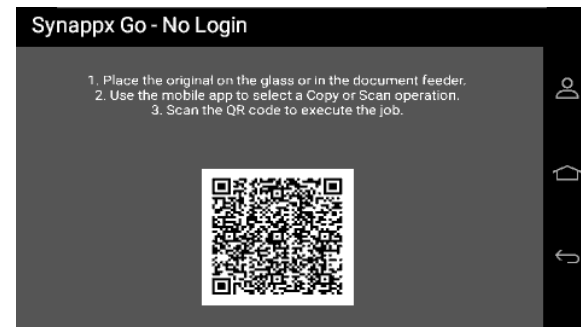 Synappx Go - No Login
1. Place the original on the glass or in the document feeder.
2. Use the mobile app to select a Copy or Scan operation.
3. Scan the QR code to execute the job.